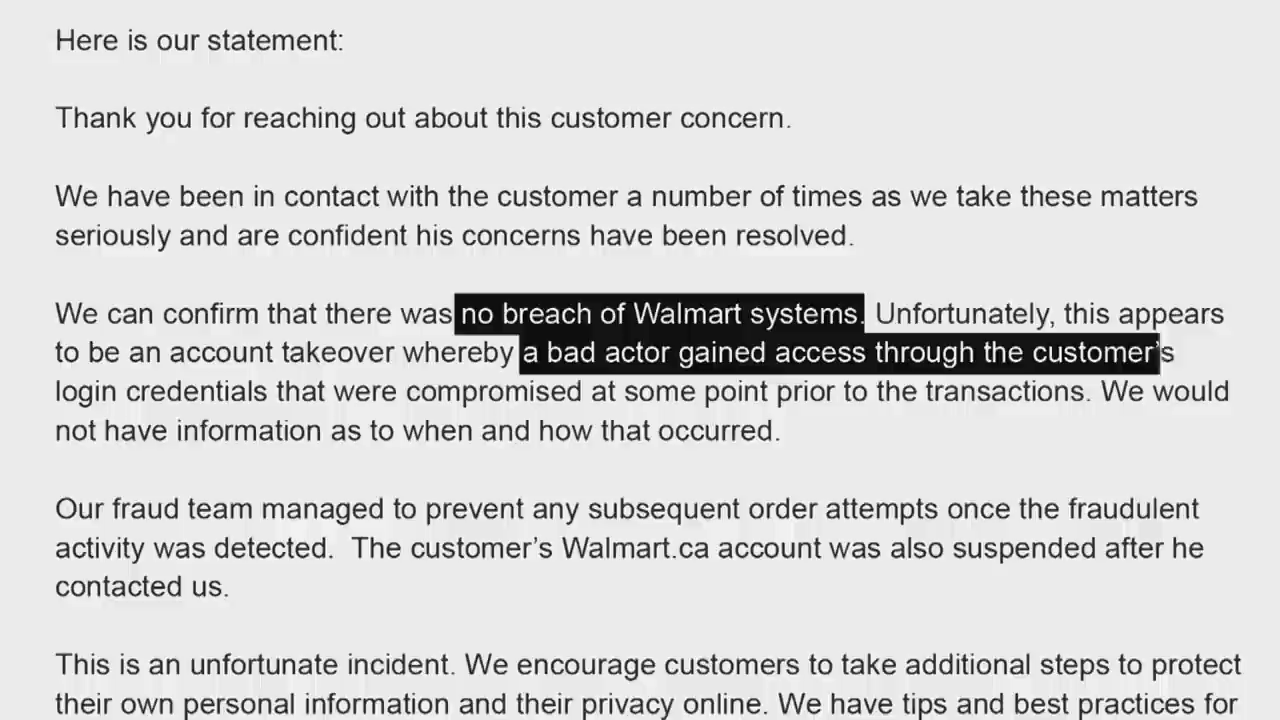 Here is our statement:
Thank you for reaching out about this customer concern.
We have been in contact with the customer a number of times as we take these matters
seriously and are confident his concerns have been resolved.
We can confirm that there was no breach of Walmart systems. Unfortunately, this appears
to be an account takeover whereby a bad actor gained access through the customer’s
login credentials that were compromised at some point prior to the transactions. We would
not have information as to when and how that occurred.
Our fraud team managed to prevent any subsequent order attempts once the fraudulent
activity was detected.  The customer’s Walmart.ca account was also suspended after he
contacted us.
This is an unfortunate incident. We encourage customers to take additional steps to protect
their own personal information and their privacy online. We have tips and best practices for